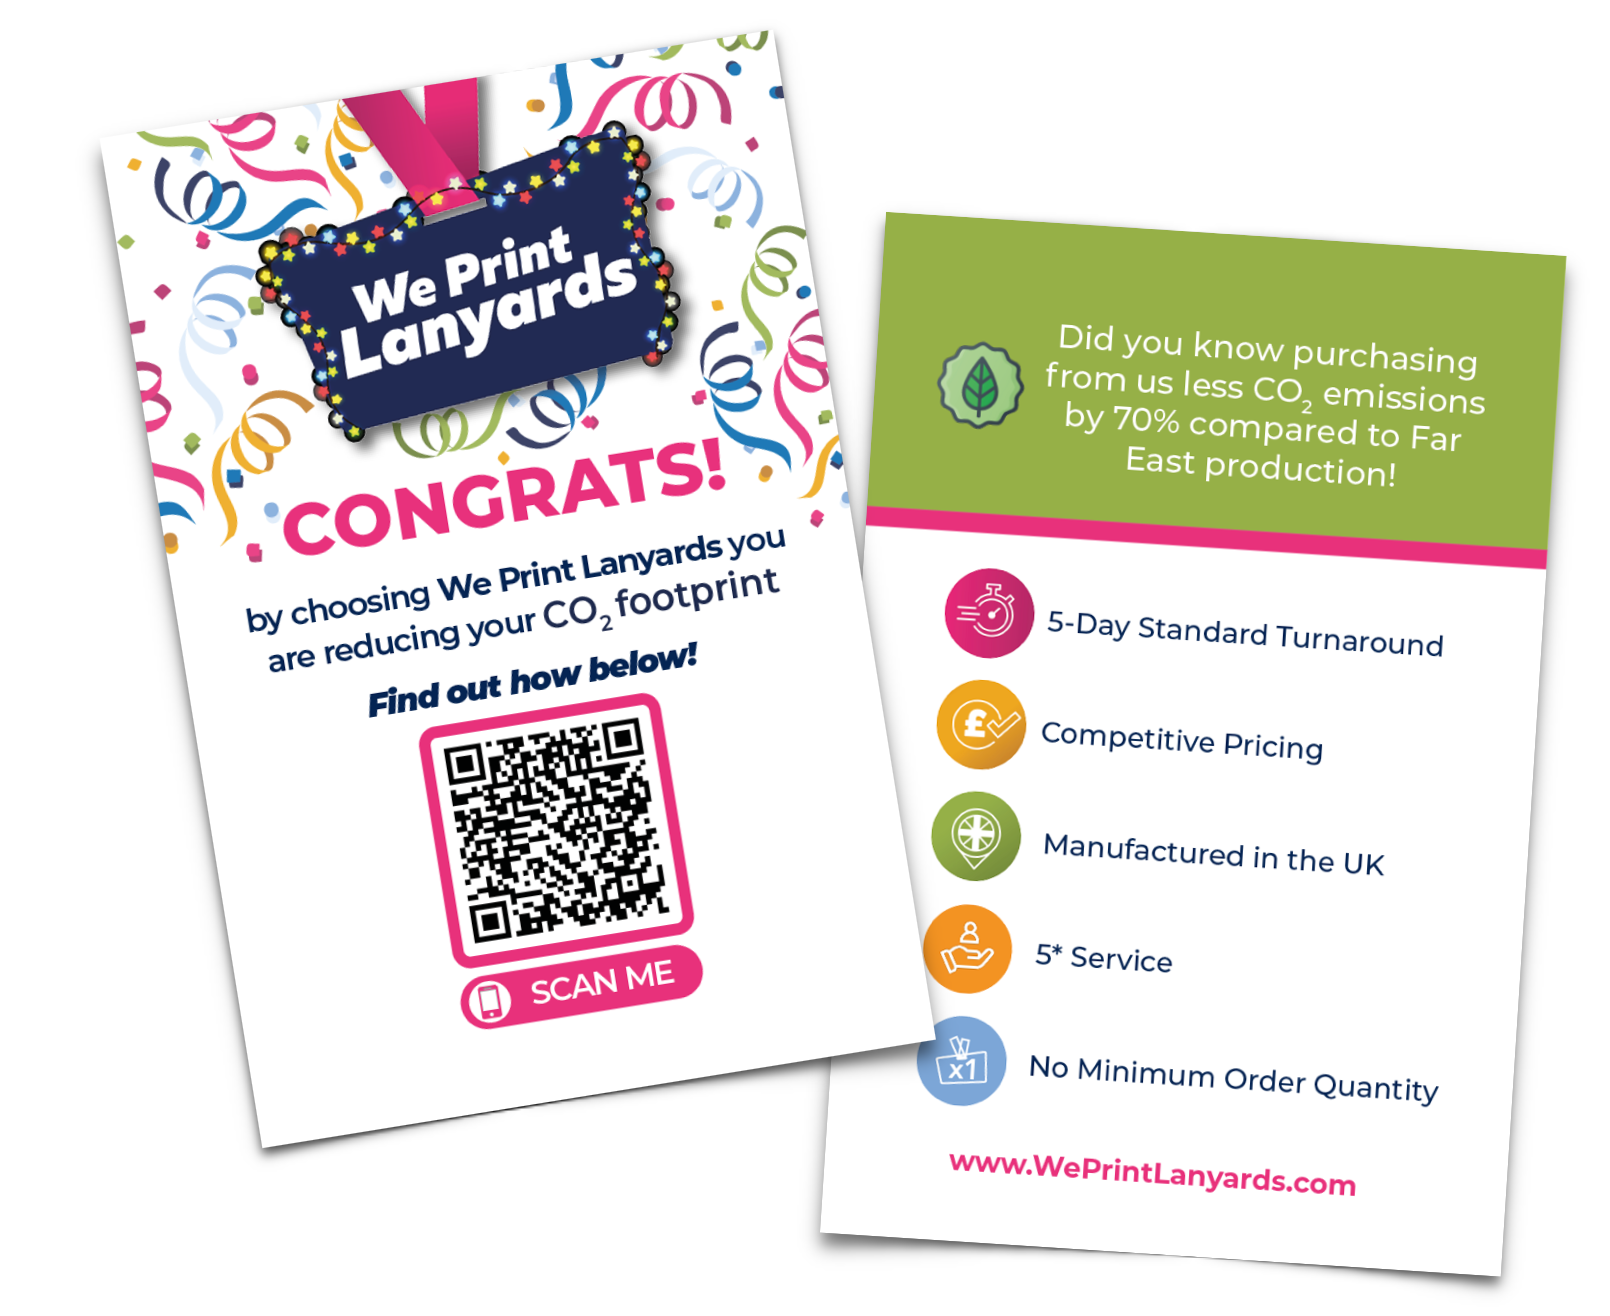 We Print
Lanyards
CONGRATS!
by choosing We Print Lanyards you
are reducing your CO₂ footprint
Find out how below!
SCAN ME
Did you know purchasing
from us less CO₂ emissions
by 70% compared to Far
East production!
£
5-Day Standard Turnaround
Competitive Pricing
Manufactured in the UK
5* Service
x1
No Minimum Order Quantity
www.WePrintLanyards.com